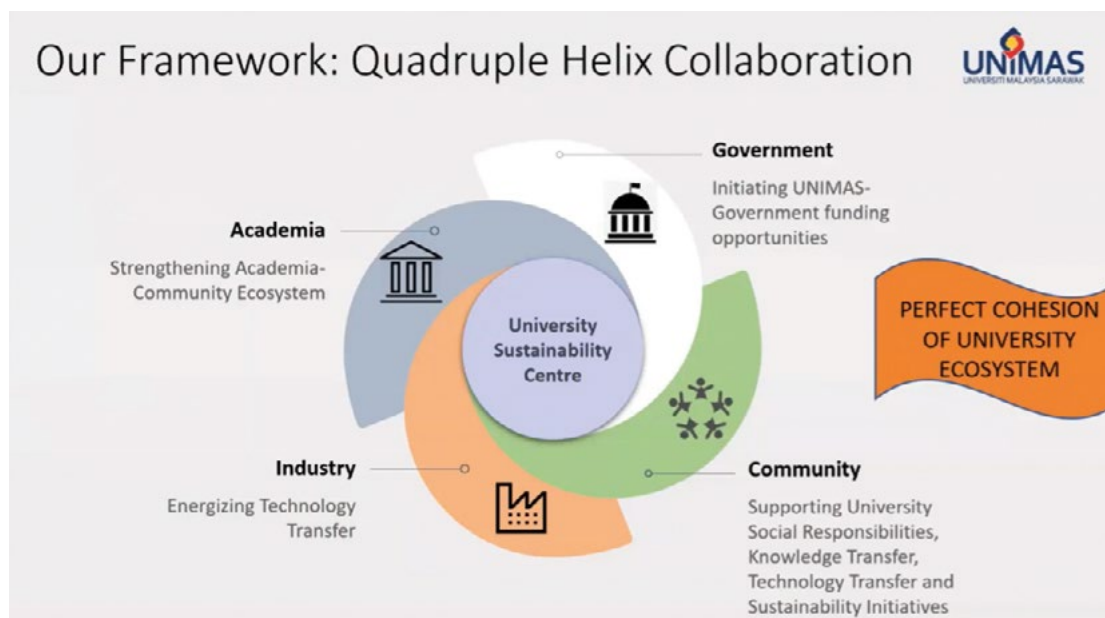 Our Framework: Quadruple Helix Collaboration
UNIMAS
UNIVERSITI MALAYSIA SARAWAK
Government
Initiating UNIMAS-
Government funding
opportunities
Academia
Strengthening Academia-
Community Ecosystem
University
Sustainability
Centre
PERFECT COHESION
OF UNIVERSITY
ECOSYSTEM
Industry
Energizing Technology
Transfer
Community
Supporting University
Social Responsibilities,
Knowledge Transfer,
Technology Transfer and
Sustainability Initiatives